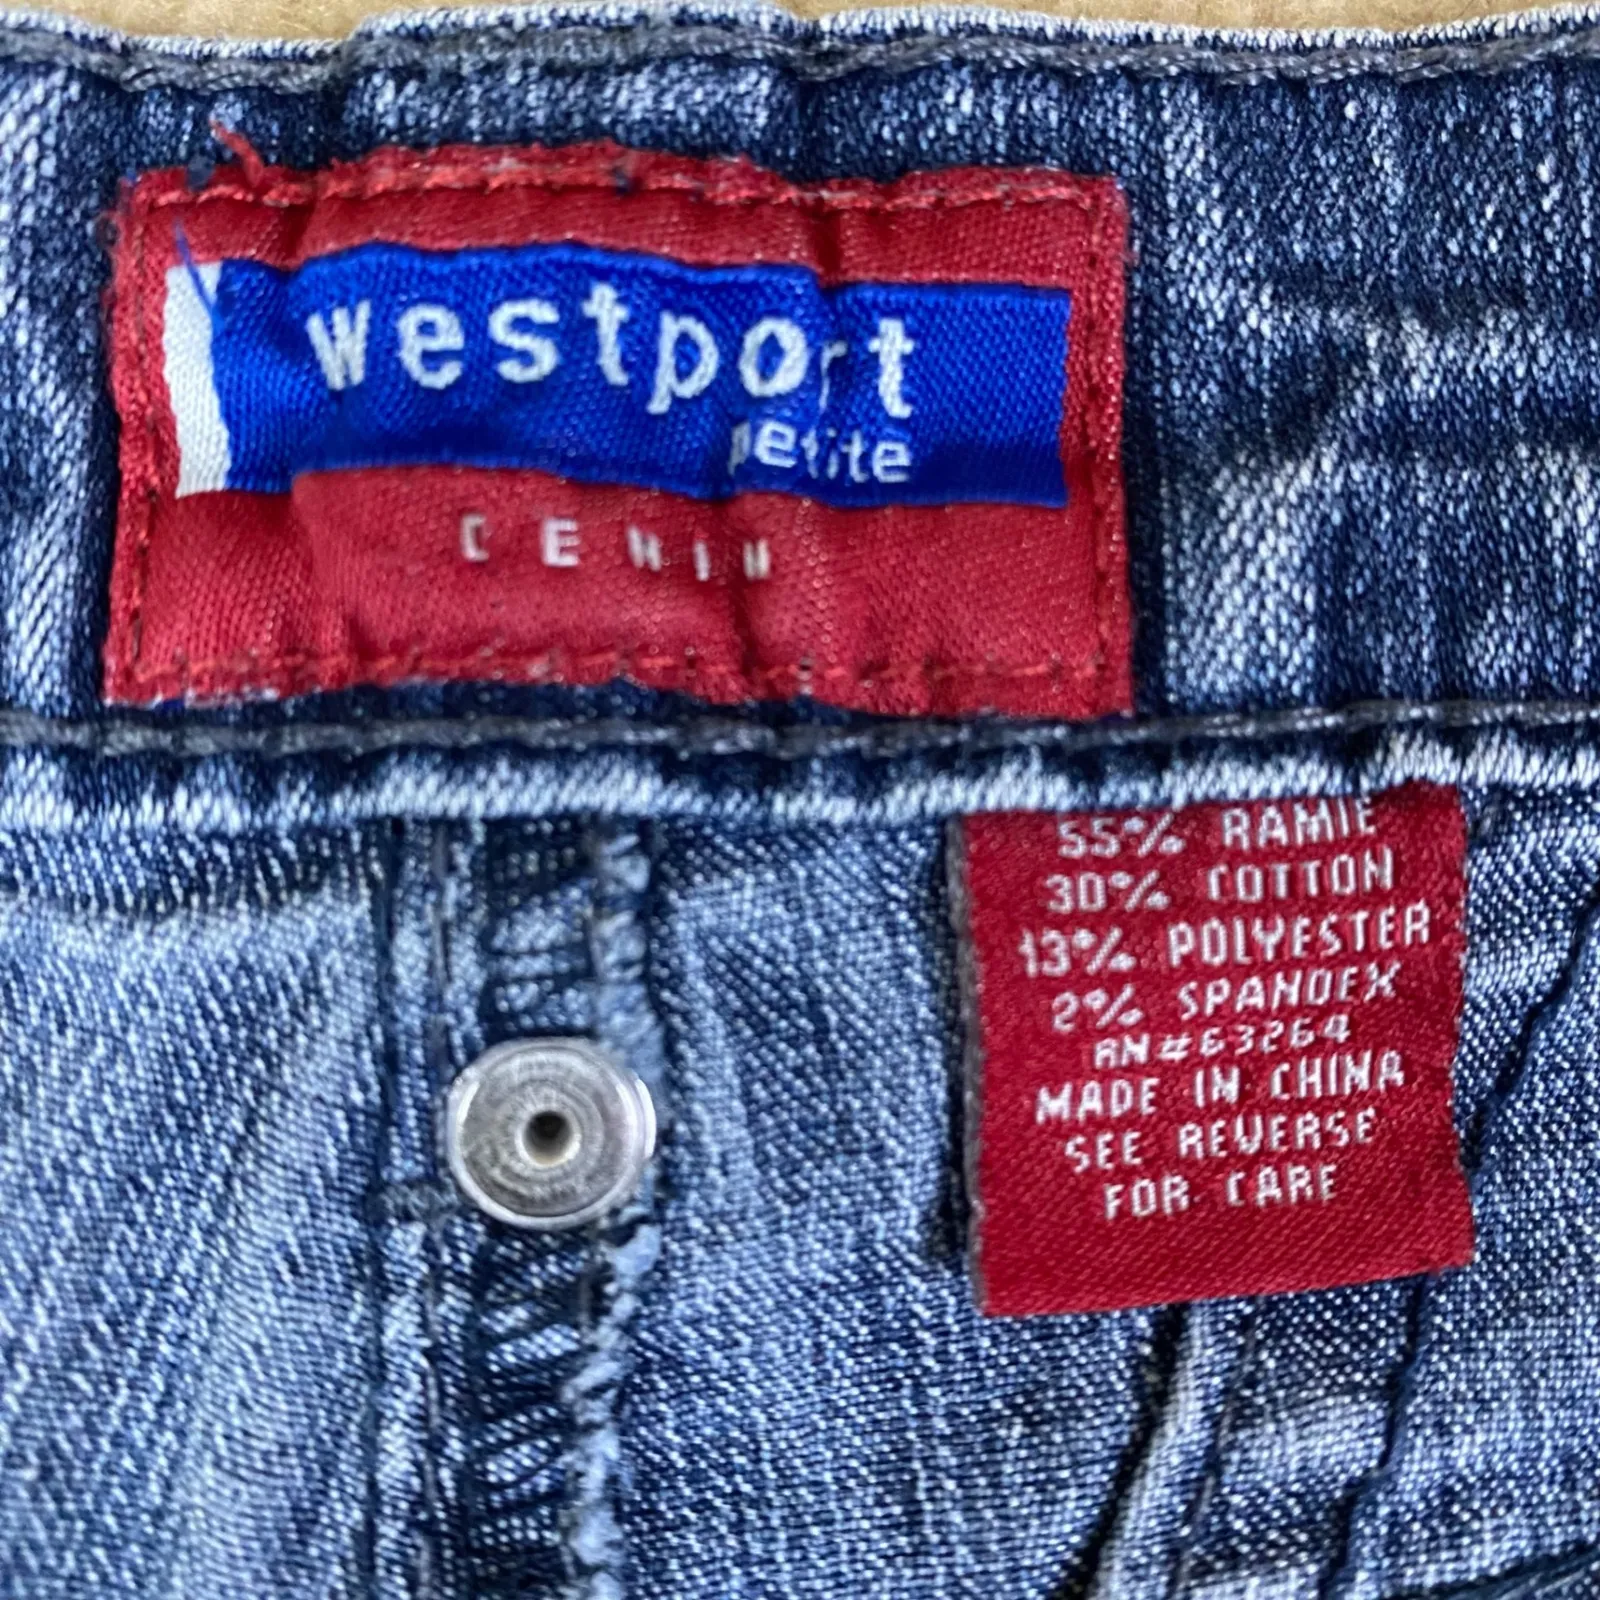 westport
petite
DENIM
55% RAMIE
30% COTTON
13% POLYESTER
2% SPANDEX
RN#63264
MADE IN CHINA
SEE REVERSE
FOR CARE